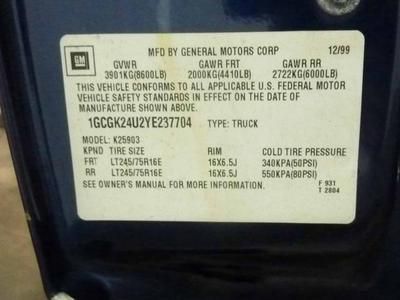 GM MFD BY GENERAL MOTORS CORP 12/99
GVWR GAWR FRT GAWR RR
3901KG(8600LB) 2000KG(4410LB) 2722KG(6000LB)
THIS VEHICLE CONFORMS TO ALL APPLICABLE U.S. FEDERAL MOTOR
VEHICLE SAFETY STANDARDS IN EFFECT ON THE DATE OF
MANUFACTURE SHOWN ABOVE.
1GCGK24U2YE237704 TYPE: TRUCK
MODEL: K25903
KPND TIRE SIZE RIM COLD TIRE PRESSURE
FRT LT245/75R16E 16X6.5J 340KPA(50PSI)
RR LT245/75R16E 16X6.5J 550KPA(80PSI)
SEE OWNER'S MANUAL FOR MORE INFORMATION. F 931
T 2804